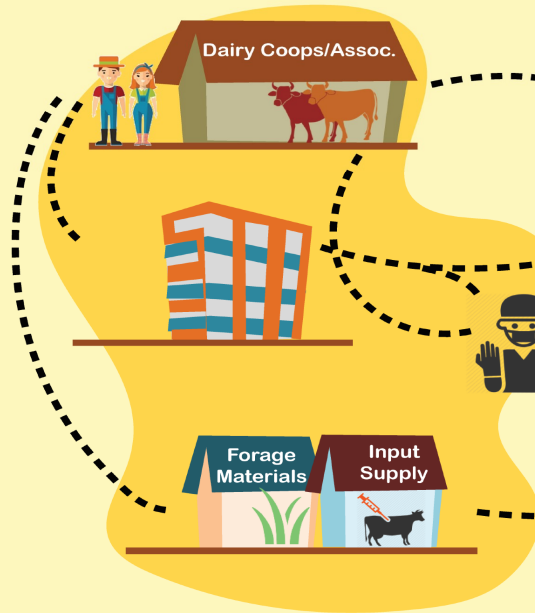 Dairy Coops/Assoc.
Forage
Materials
Input
Supply